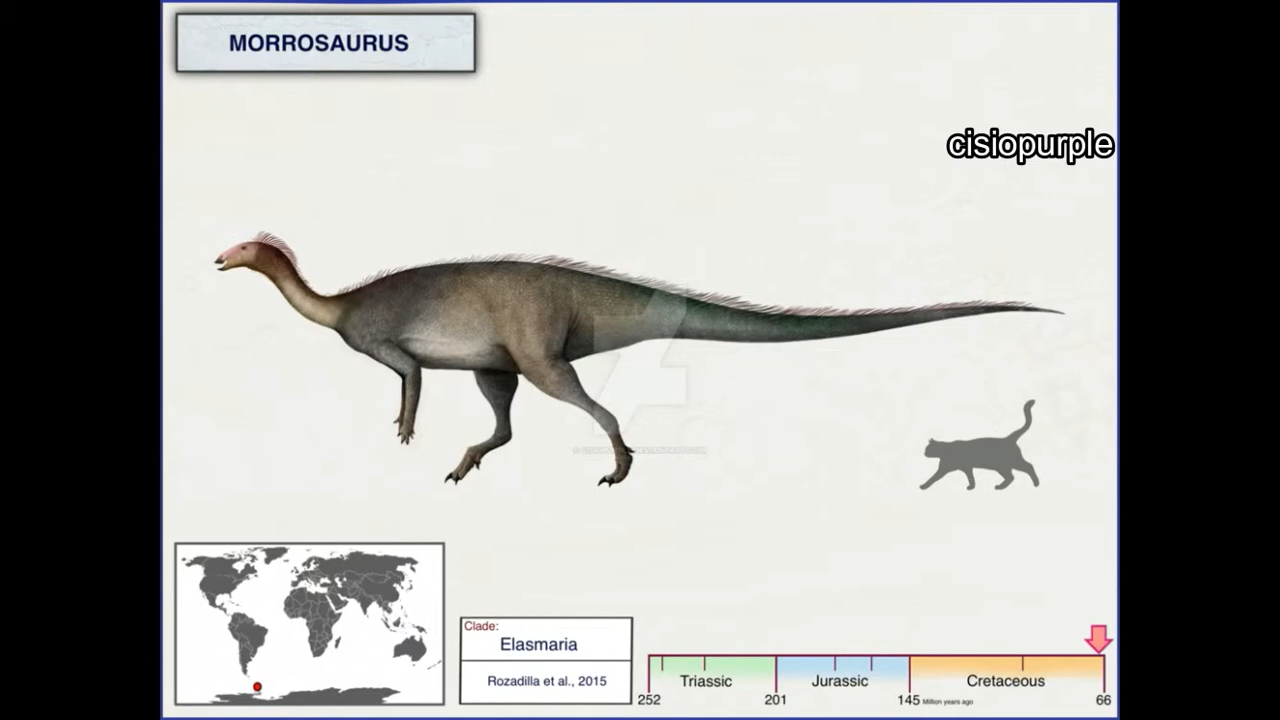 MORROSAURUS
cisiopurple
Clade:
Elasmaria
Rozadilla et al., 2015
Triassic
Jurassic
Cretaceous
252
201
145 Million years ago
66